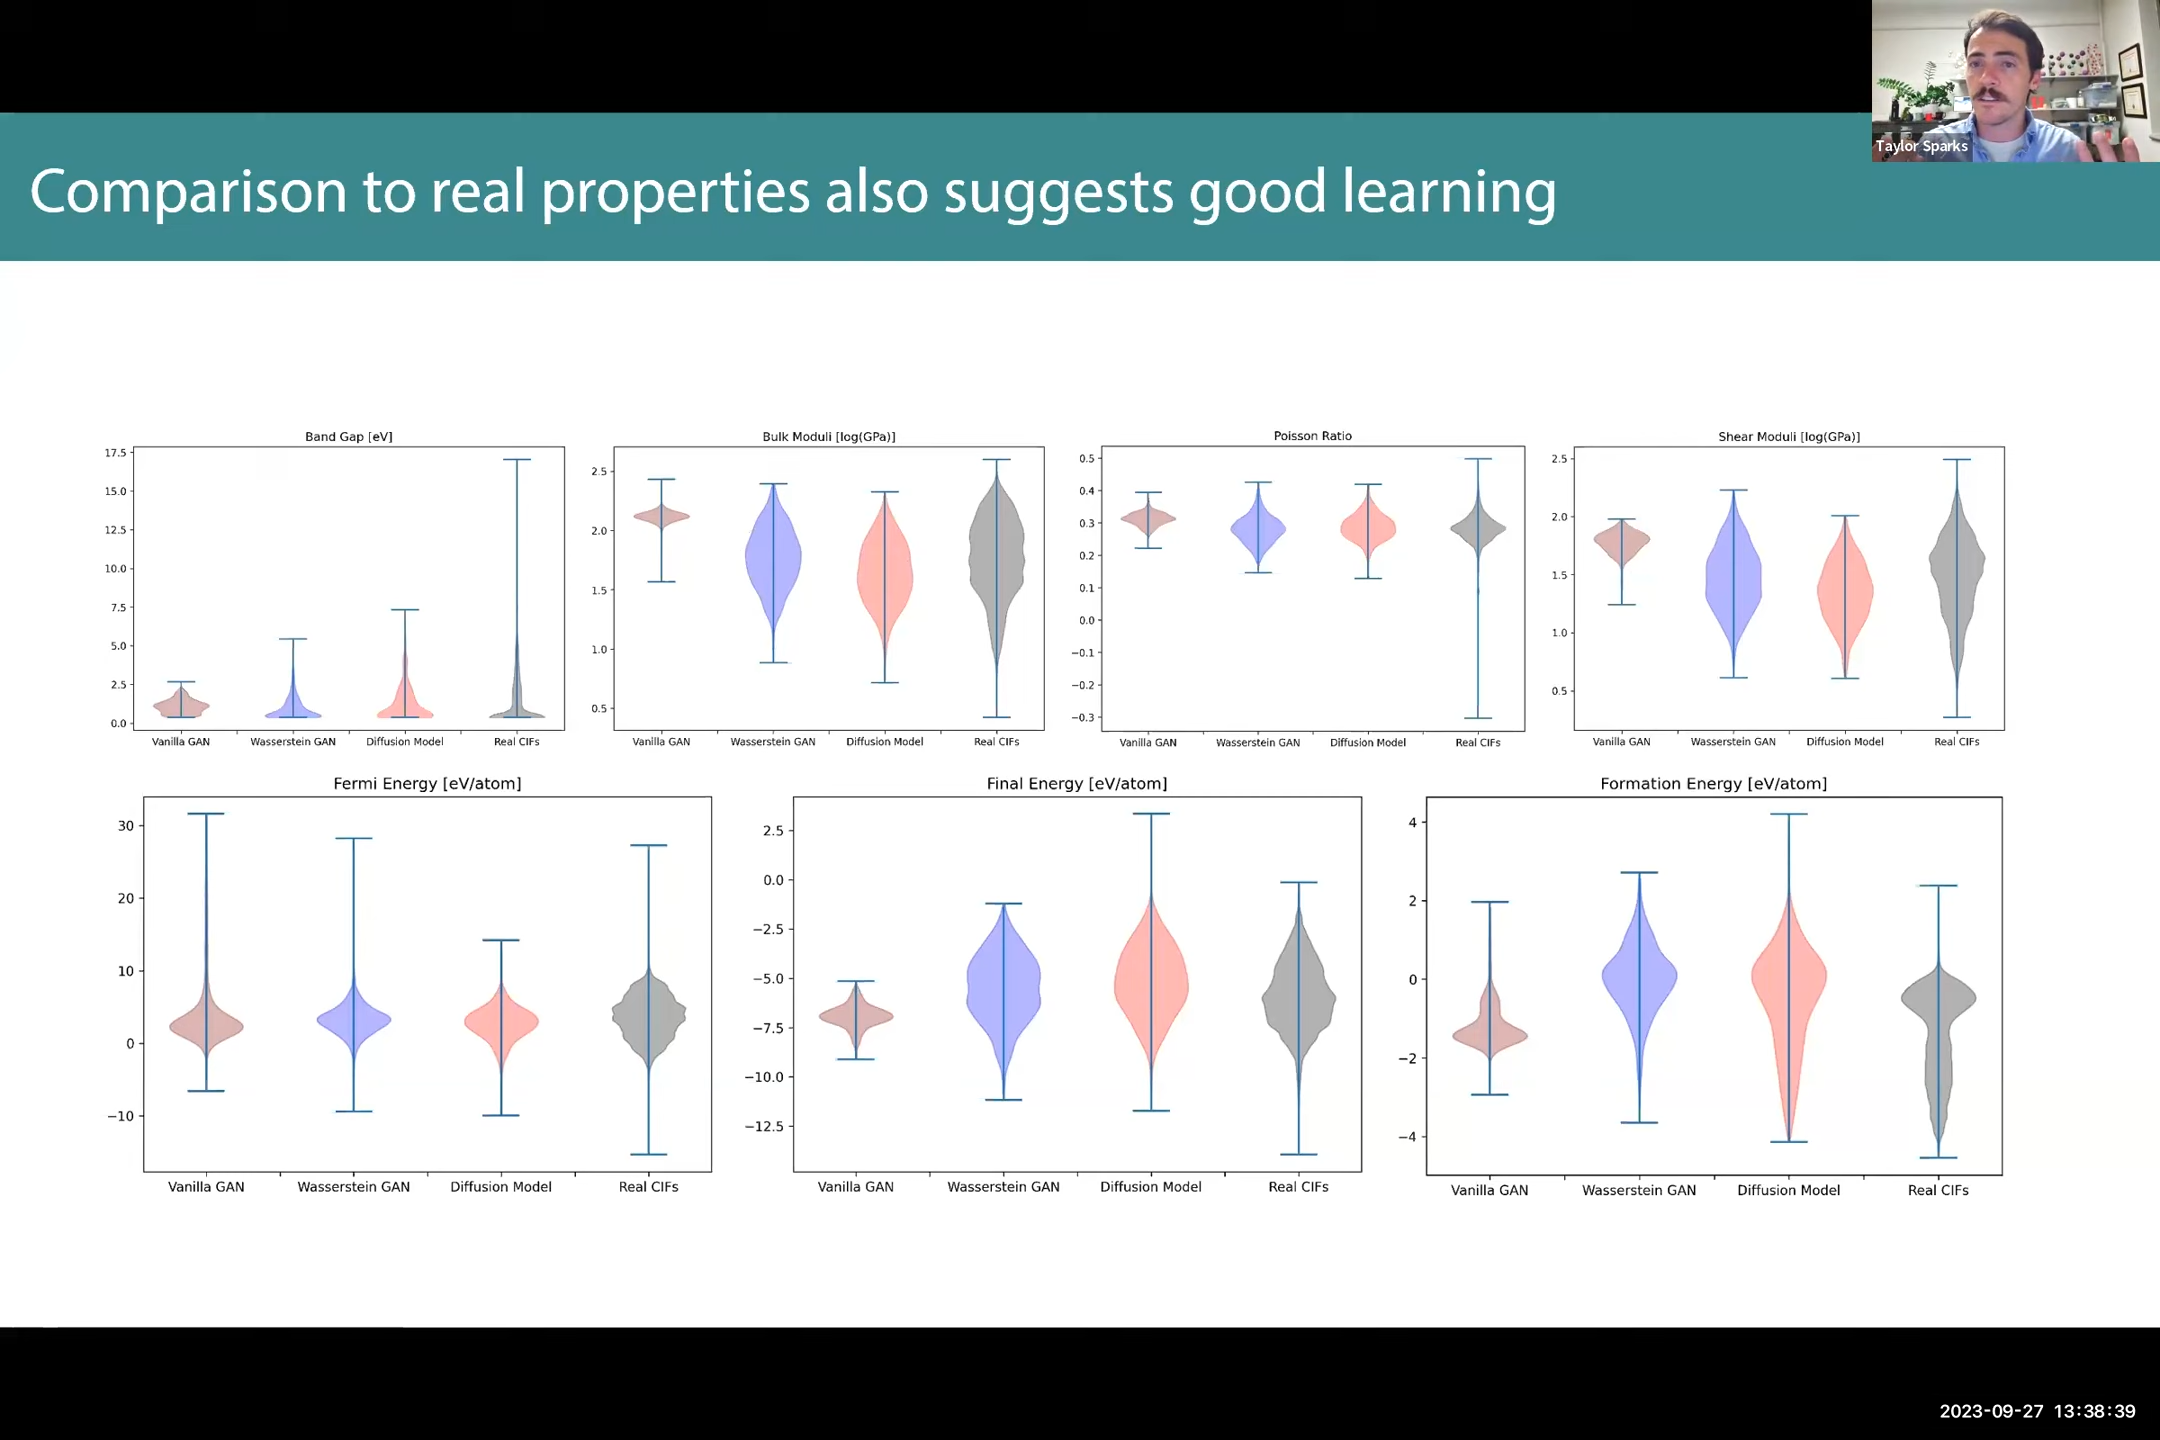 Taylor Sparks
Comparison to real properties also suggests good learning
Band Gap [eV]
17.5
15.0
12.5
10.0
7.5
5.0
2.5
0.0
Vanilla GAN Wasserstein GAN Diffusion Model Real CIFs
Bulk Moduli [log(GPa)]
2.5
2.0
1.5
1.0
0.5
Vanilla GAN Wasserstein GAN Diffusion Model Real CIFs
Poisson Ratio
0.5
0.4
0.3
0.2
0.1
0.0
−0.1
−0.2
−0.3
Vanilla GAN Wasserstein GAN Diffusion Model Real CIFs
Shear Moduli [log(GPa)]
2.5
2.0
1.5
1.0
0.5
Vanilla GAN Wasserstein GAN Diffusion Model Real CIFs
Fermi Energy [eV/atom]
30
20
10
0
−10
Vanilla GAN Wasserstein GAN Diffusion Model Real CIFs
Final Energy [eV/atom]
2.5
0.0
−2.5
−5.0
−7.5
−10.0
−12.5
Vanilla GAN Wasserstein GAN Diffusion Model Real CIFs
Formation Energy [eV/atom]
4
2
0
−2
−4
Vanilla GAN Wasserstein GAN Diffusion Model Real CIFs
2023-09-27 13:38:39